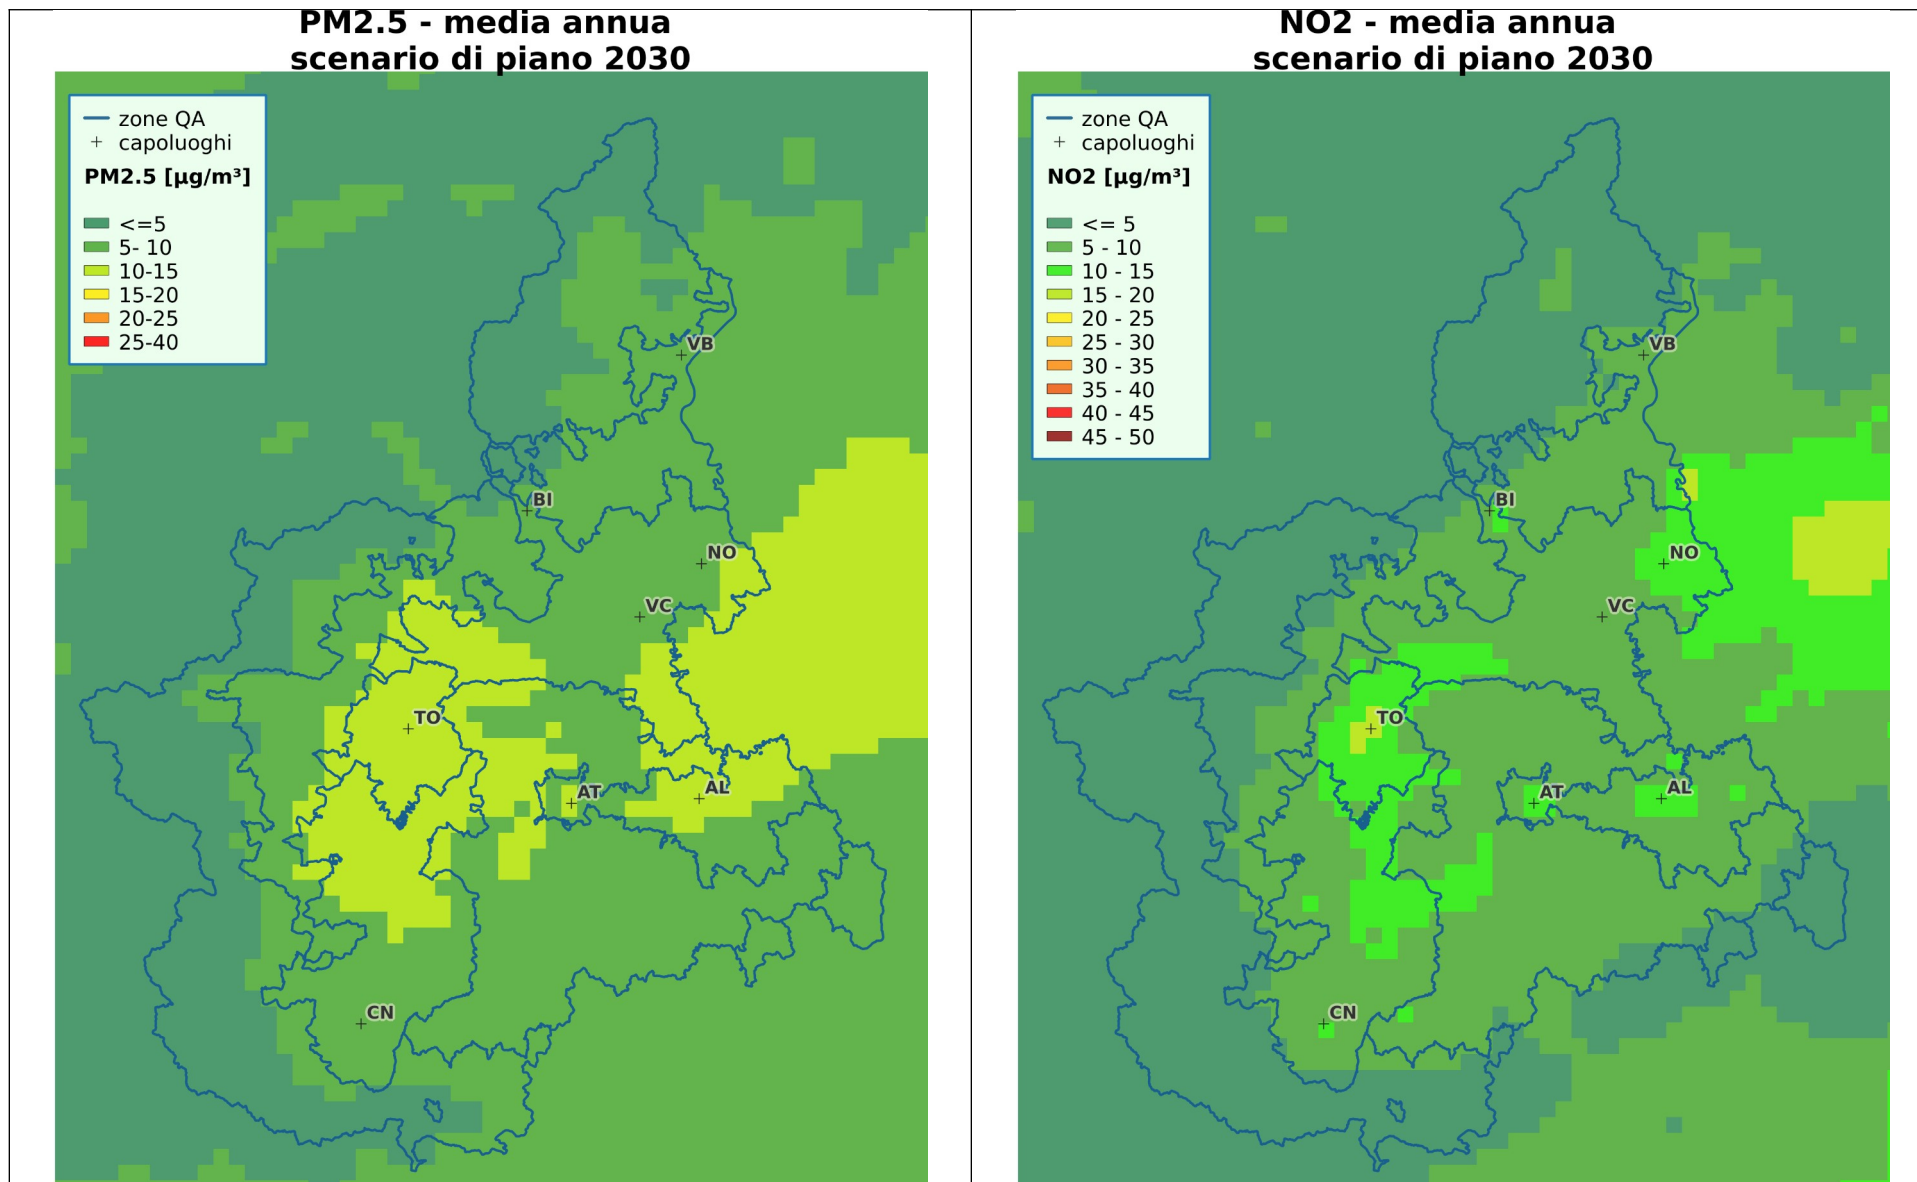 PM2.5 - media annua
scenario di piano 2030
zone QA
capoluoghi
PM2.5 [µg/m³]
<=5
5- 10
10-15
15-20
20-25
25-40
VB
BI
NO
VC
TO
AT
AL
CN
NO2 - media annua
scenario di piano 2030
zone QA
capoluoghi
NO2 [µg/m³]
<= 5
5 - 10
10 - 15
15 - 20
20 - 25
25 - 30
30 - 35
35 - 40
40 - 45
45 - 50
VB
BI
NO
VC
TO
AT
AL
CN